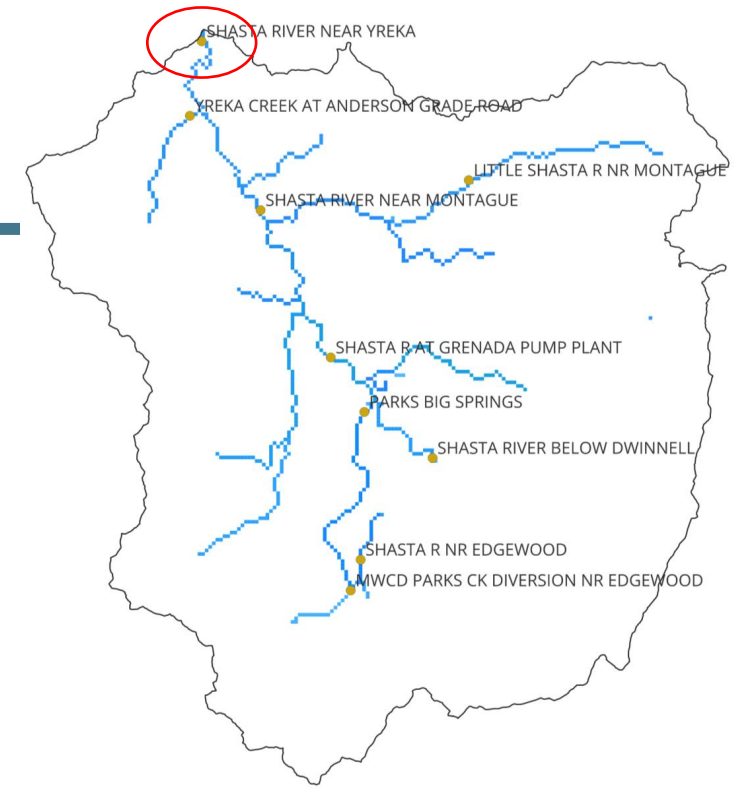 SHASTA RIVER NEAR YREKA
YREKA CREEK AT ANDERSON GRADE ROAD
LITTLE SHASTA R NR MONTAGUE
SHASTA RIVER NEAR MONTAGUE
SHASTA R AT GRENADA PUMP PLANT
PARKS BIG SPRINGS
SHASTA RIVER BELOW DWINNELL
SHASTA R NR EDGEWOOD
MWCD PARKS CK DIVERSION NR EDGEWOOD